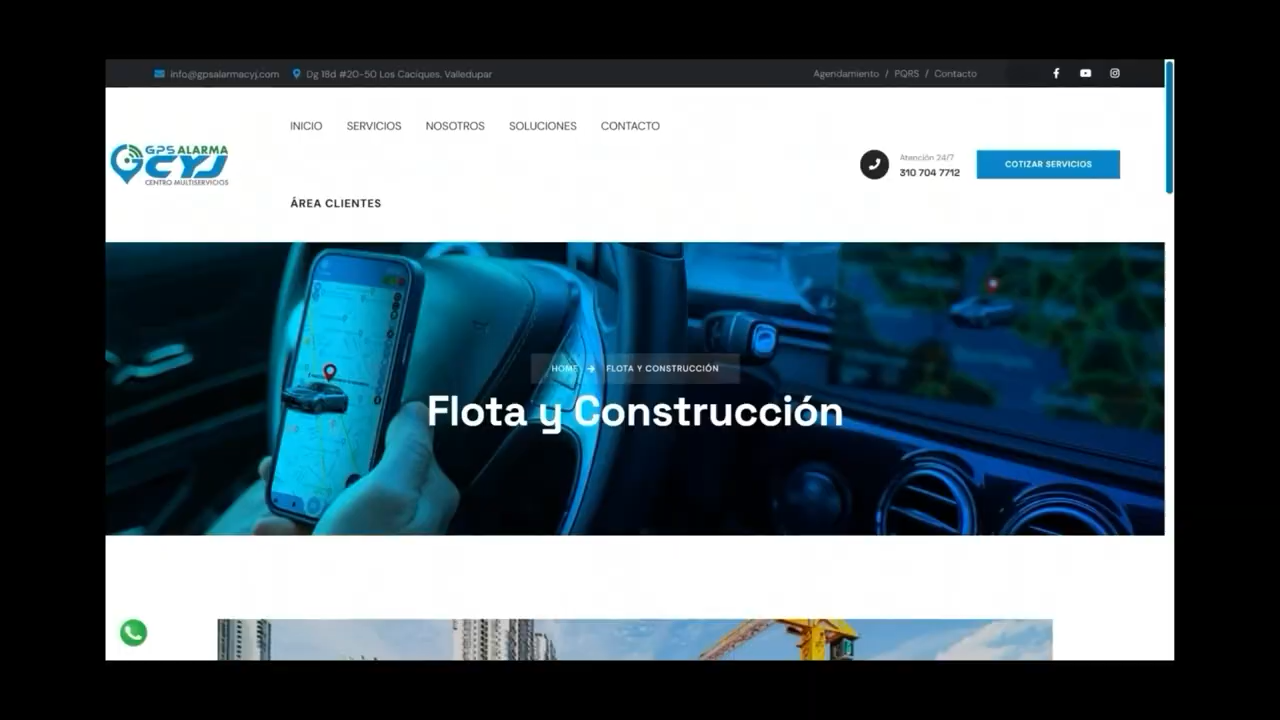 info@gpsalarmacyj.com Dg 18d #20-50 Los Caciques. Valledupar Agendamiento / PQRS / Contacto
INICIO SERVICIOS NOSOTROS SOLUCIONES CONTACTO
GPS ALARMA
CYJ
CENTRO MULTISERVICIOS
Atención 24/7
310 704 7712
COTIZAR SERVICIOS
ÁREA CLIENTES
HOME → FLOTA Y CONSTRUCCIÓN
Flota y Construcción